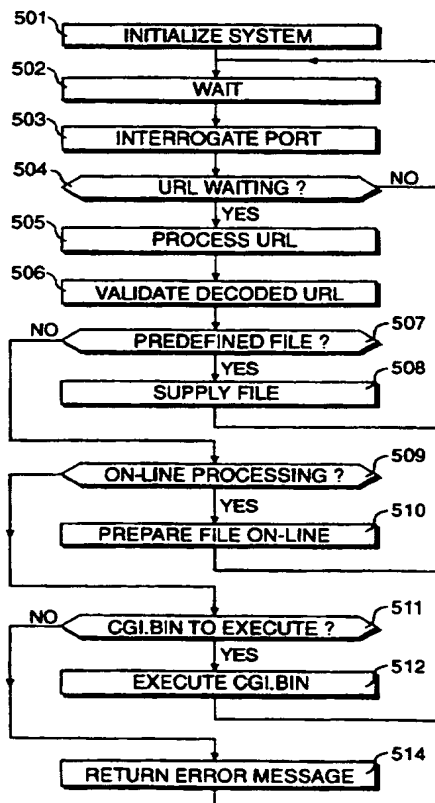 501
INITIALIZE SYSTEM
502
WAIT
503
INTERROGATE PORT
504
URL WAITING ?
NO
YES
505
PROCESS URL
506
VALIDATE DECODED URL
NO
507
PREDEFINED FILE ?
YES
508
SUPPLY FILE
509
ON-LINE PROCESSING ?
YES
510
PREPARE FILE ON-LINE
511
NO
CGI.BIN TO EXECUTE ?
YES
512
EXECUTE CGI.BIN
514
RETURN ERROR MESSAGE